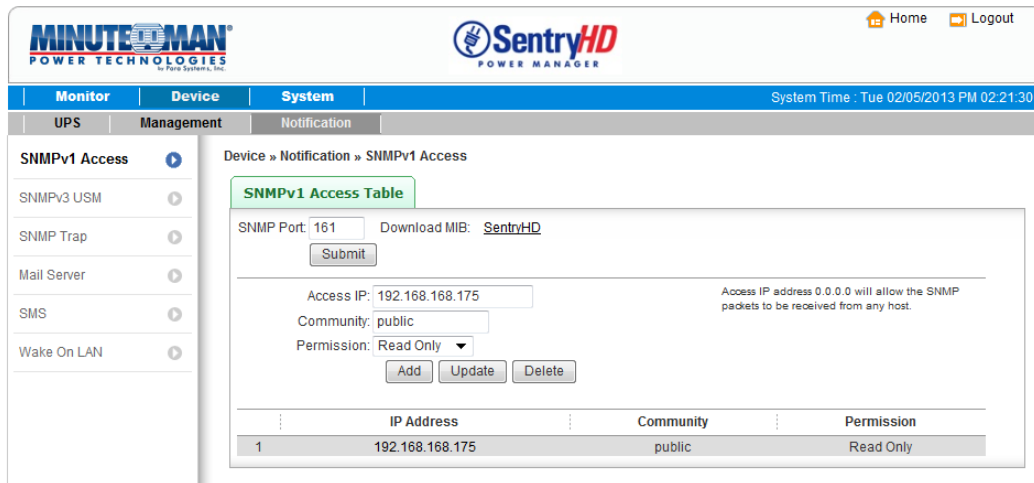 Home Logout
MINUTEMAN®
POWER TECHNOLOGIES
by Para Systems, Inc.
SentryHD
POWER MANAGER
Monitor Device System System Time : Tue 02/05/2013 PM 02:21:30
UPS Management Notification
SNMPv1 Access
SNMPv3 USM
SNMP Trap
Mail Server
SMS
Wake On LAN
Device » Notification » SNMPv1 Access
SNMPv1 Access Table
SNMP Port: 161 Download MIB: SentryHD
Submit
Access IP: 192.168.168.175
Community: public
Permission: Read Only
Add Update Delete
Access IP address 0.0.0.0 will allow the SNMP
packets to be received from any host.
IP Address Community Permission
1 192.168.168.175 public Read Only